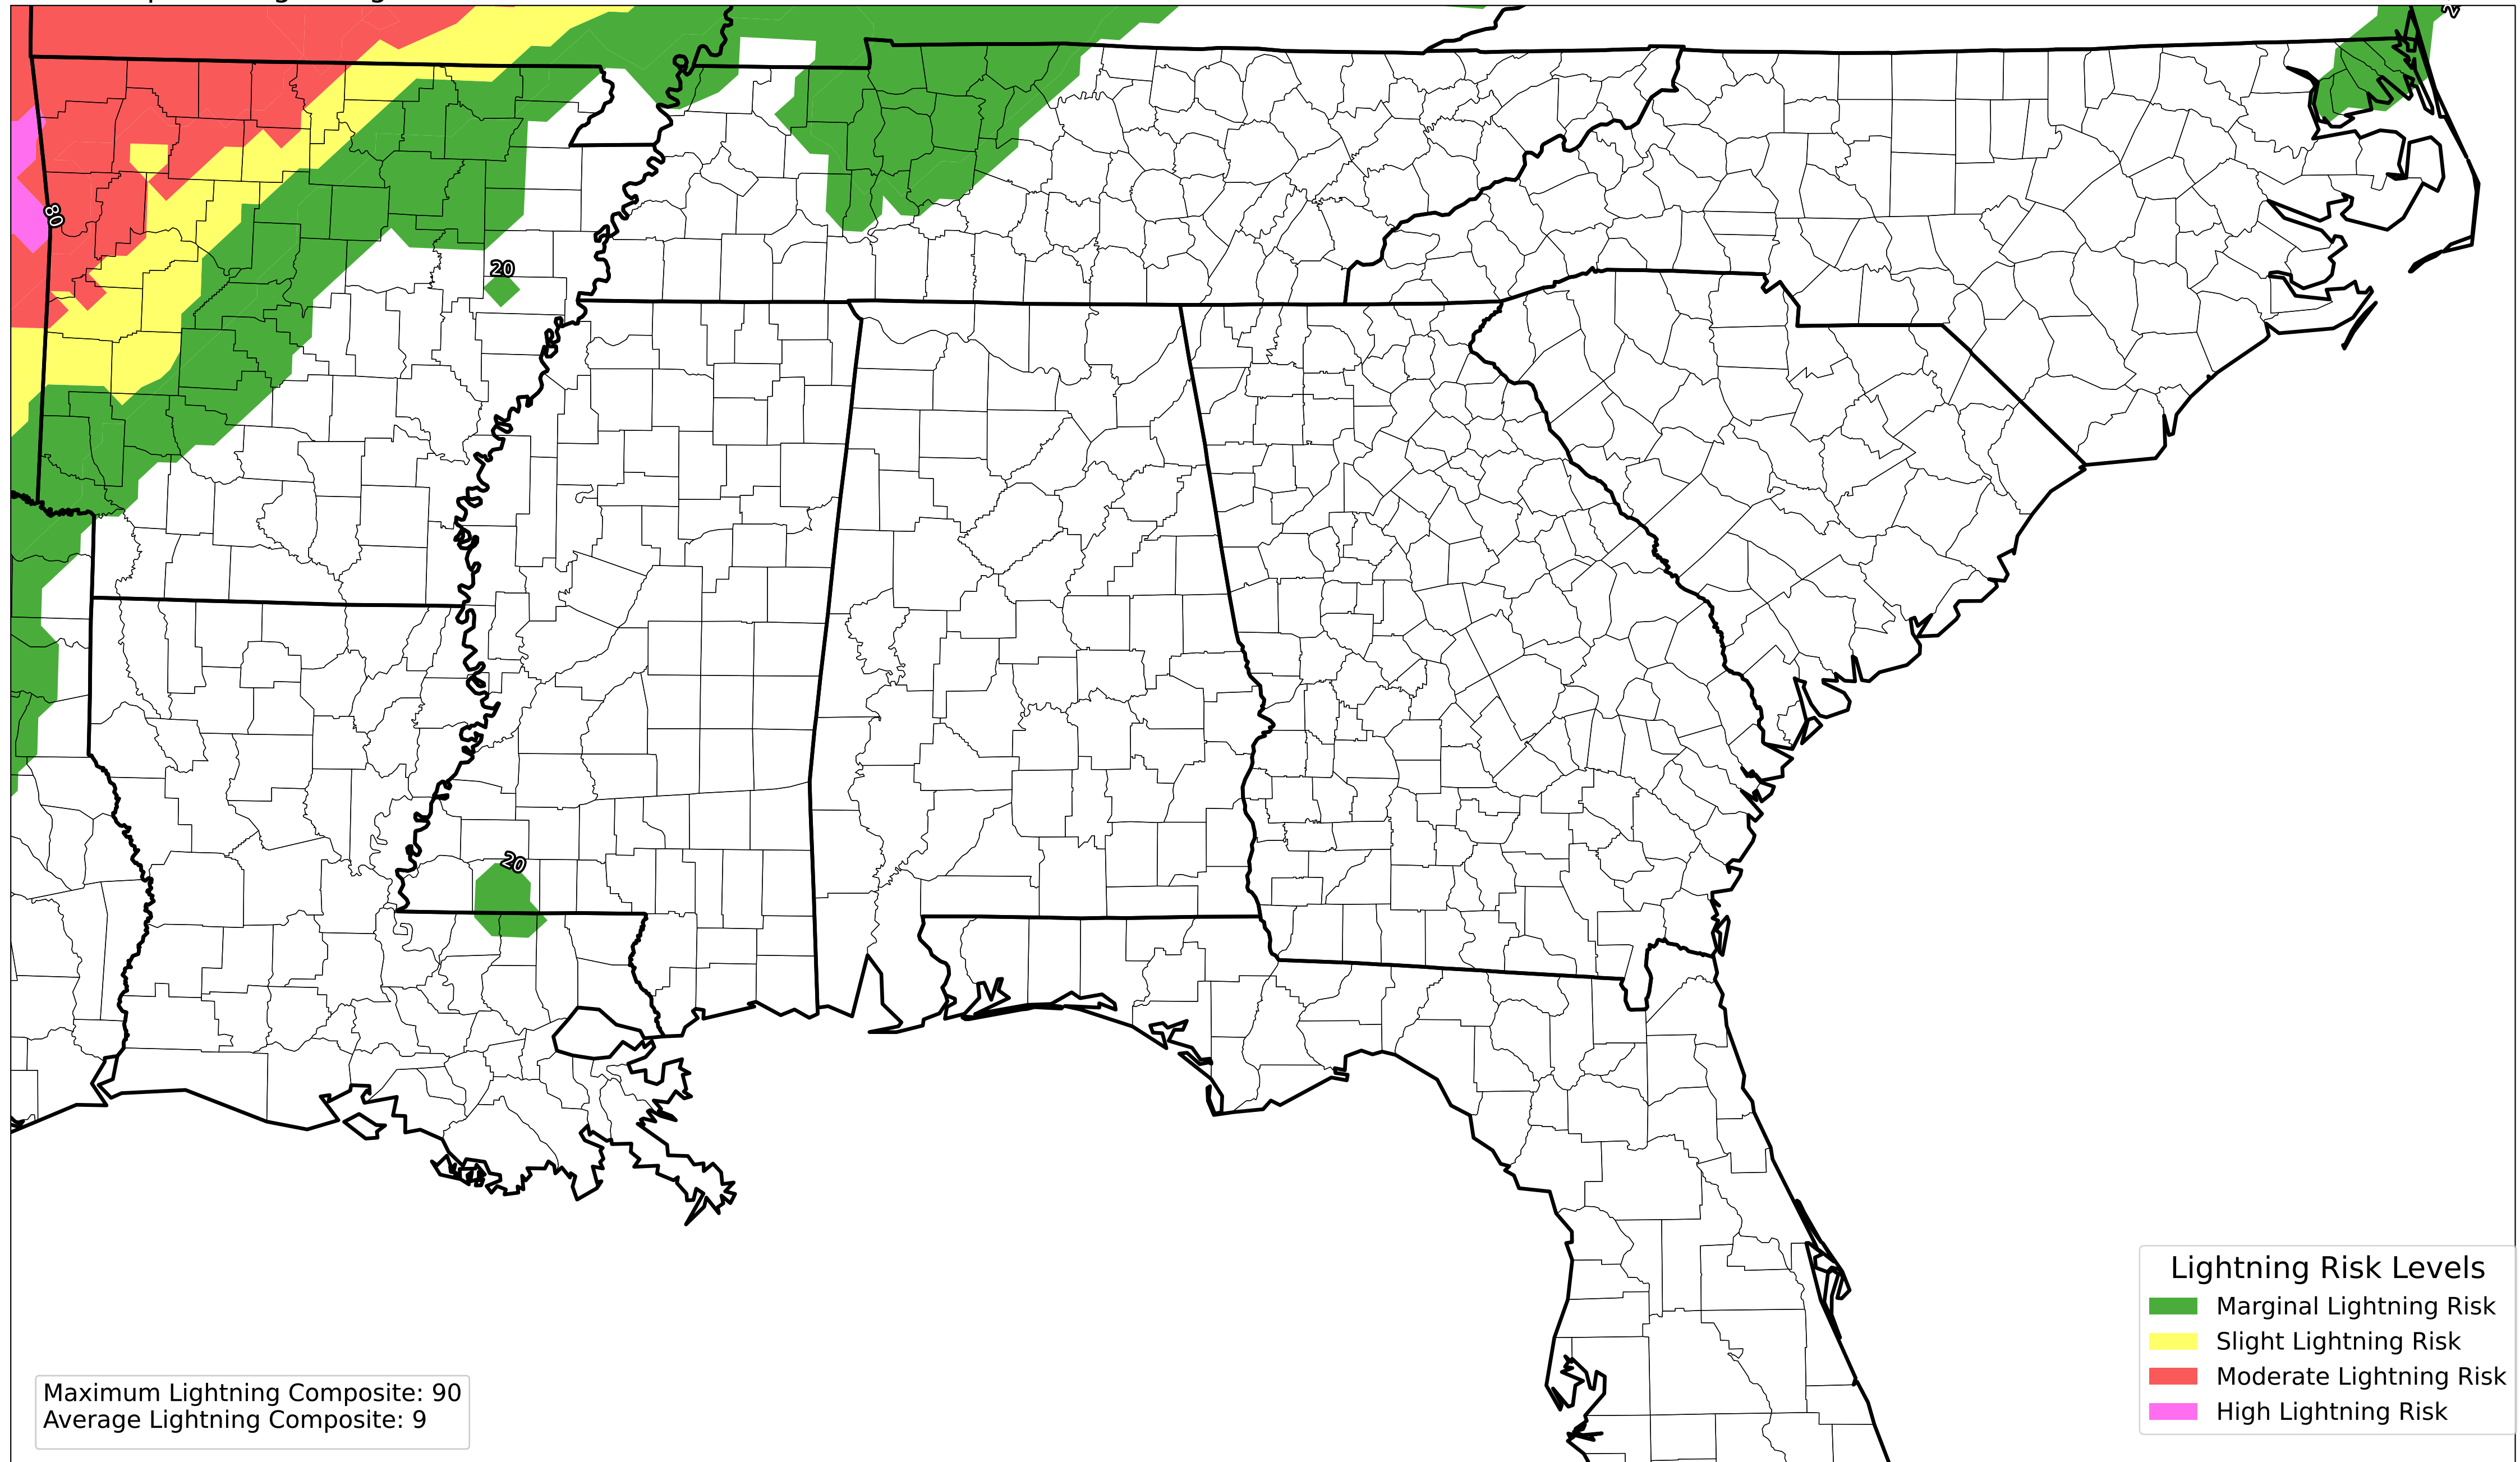 80
20
20
Lightning Risk Levels
Marginal Lightning Risk
Slight Lightning Risk
Moderate Lightning Risk
High Lightning Risk
Maximum Lightning Composite: 90
Average Lightning Composite: 9